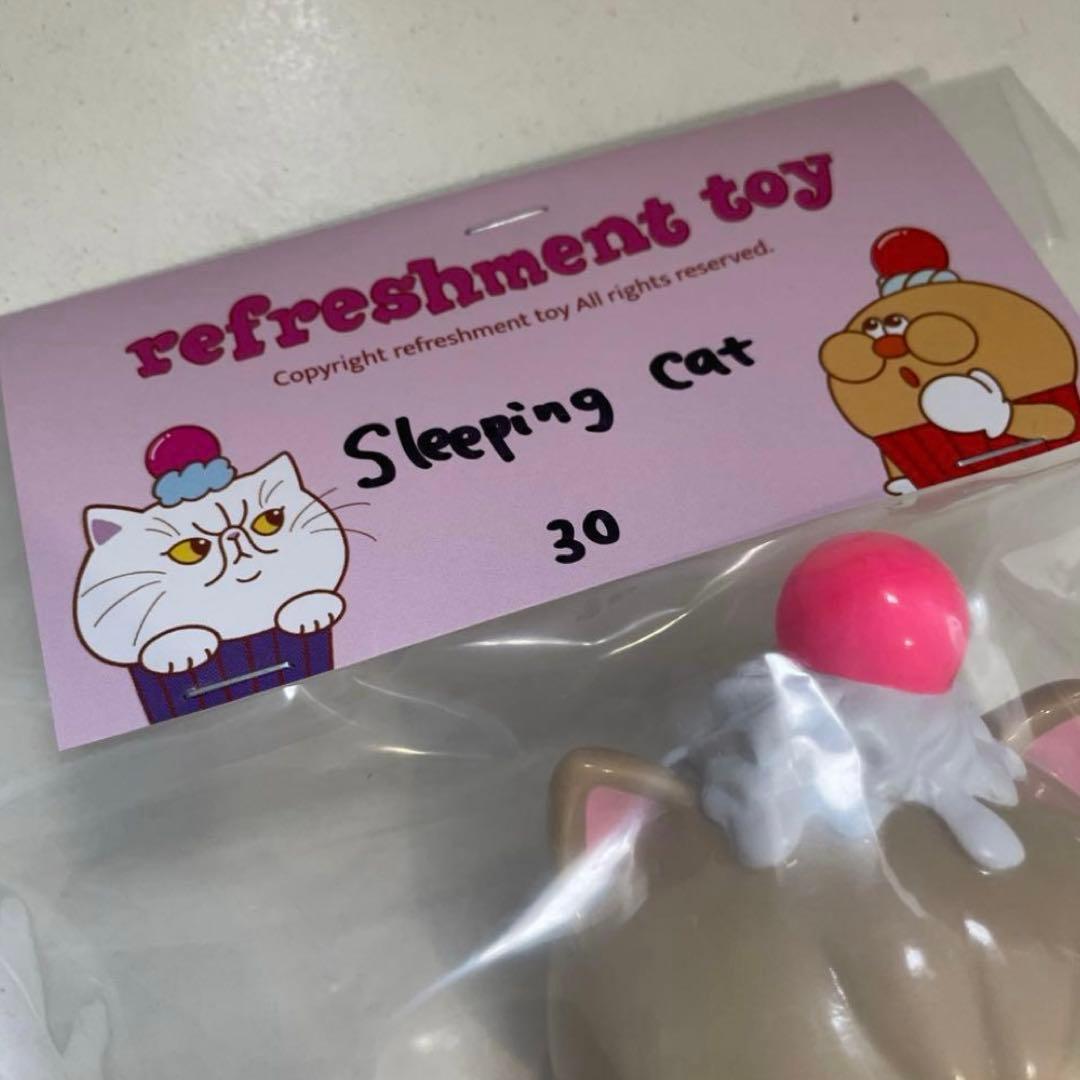 refreshment toy
Copyright refreshment toy All rights reserved.
Sleeping cat
30